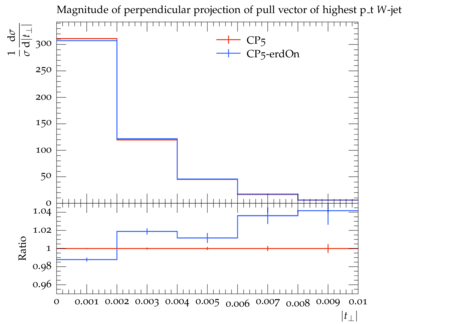 Magnitude of perpendicular projection of pull vector of highest p_t W-jet
1/σ dσ/d|t⊥|
CP5
CP5-erdOn
300
250
200
150
100
50
0
Ratio
1.04
1.02
1
0.98
0.96
0 0.001 0.002 0.003 0.004 0.005 0.006 0.007 0.008 0.009 0.01
|t⊥|